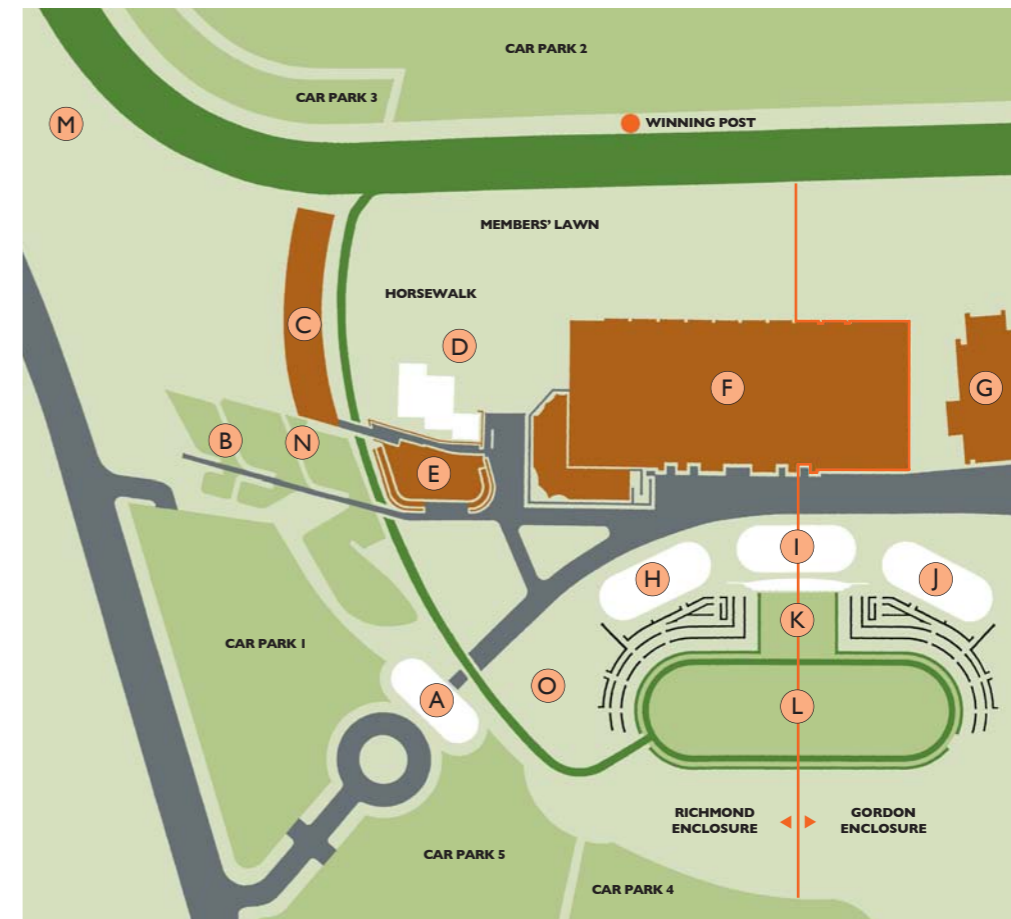 CAR PARK 2
CAR PARK 3
M
WINNING POST
MEMBERS’ LAWN
HORSEWALK
C
D
F
G
B
N
E
I
H
J
K
CAR PARK 1
O
A
L
RICHMOND
ENCLOSURE
GORDON
ENCLOSURE
CAR PARK 5
CAR PARK 4